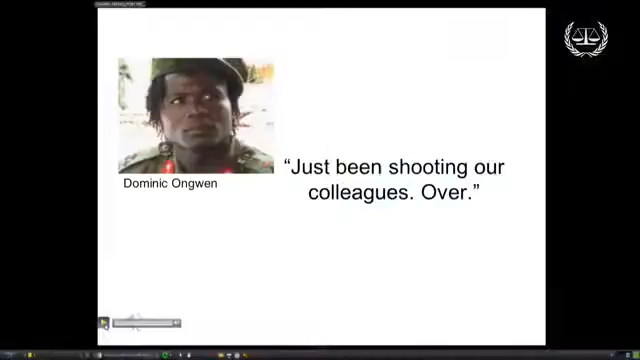 Dominic Ongwen
“Just been shooting our
colleagues. Over.”